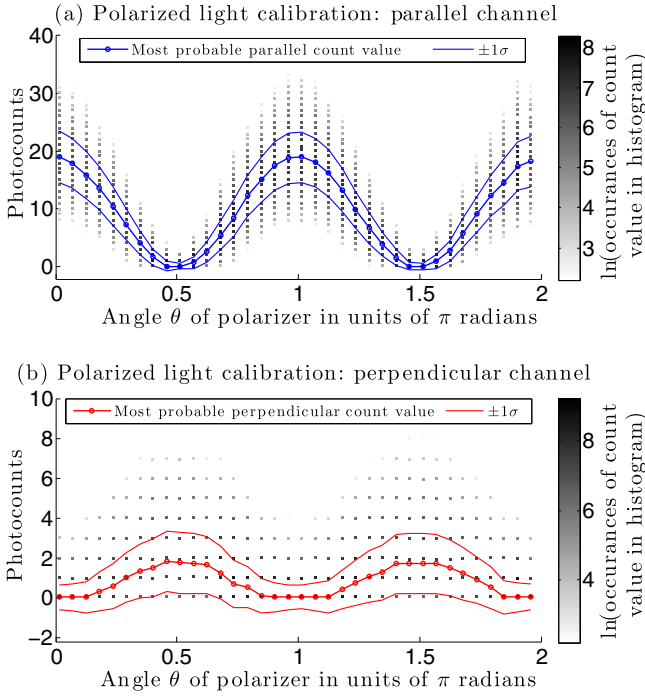 (a) Polarized light calibration: parallel channel
40
30
20
10
0
Photocounts
Most probable parallel count value
±1σ
0
0.5
1
1.5
2
Angle θ of polarizer in units of π radians
8
7
6
5
4
3
ln(occurances of count
value in histogram)
(b) Polarized light calibration: perpendicular channel
10
8
6
4
2
0
−2
Photocounts
Most probable perpendicular count value
±1σ
0
0.5
1
1.5
2
Angle θ of polarizer in units of π radians
8
6
4
ln(occurances of count
value in histogram)